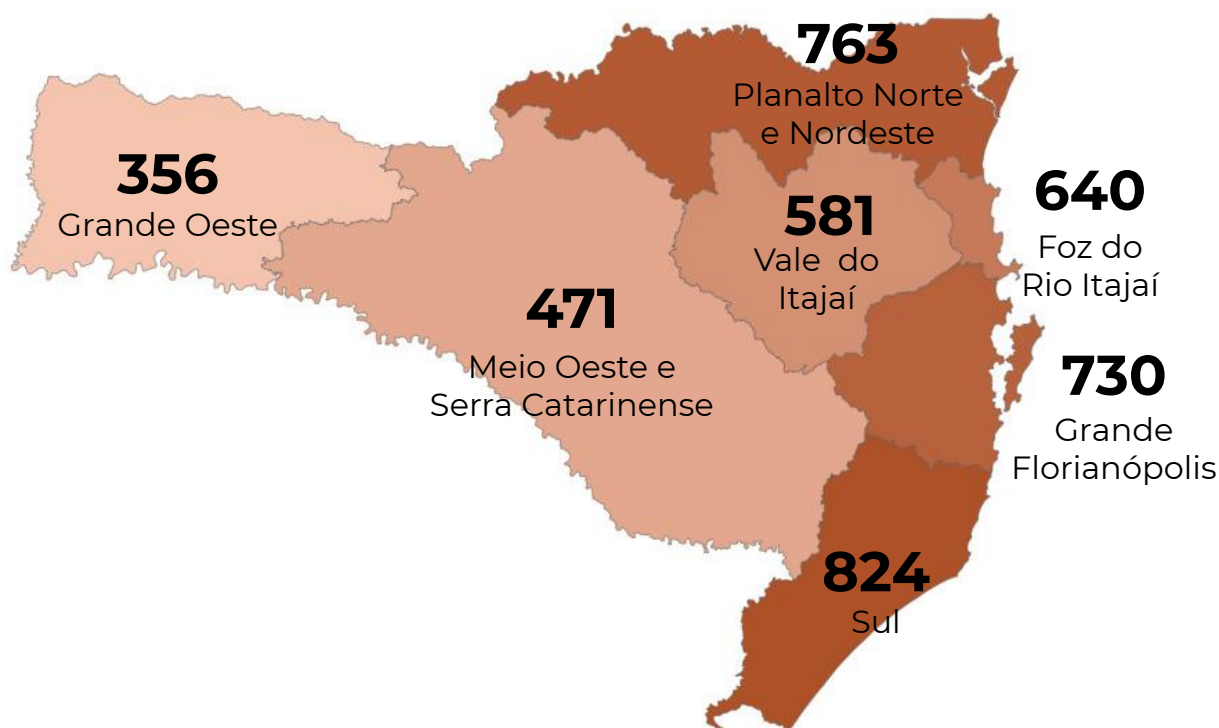 763
Planalto Norte
e Nordeste
356
Grande Oeste
581
Vale do
Itajaí
640
Foz do
Rio Itajaí
471
Meio Oeste e
Serra Catarinense
730
Grande
Florianópolis
824
Sul